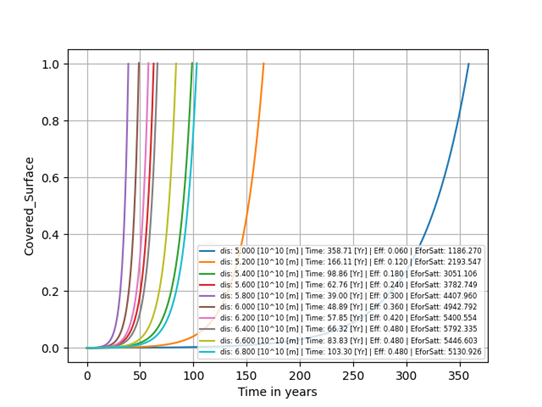 1.0
0.8
0.6
0.4
0.2
0.0
Covered_Surface
dis: 5.000 [10^10 [m] | Time: 358.71 [Yr] | Eff: 0.060 | EforSatt: 1186.270
dis: 5.200 [10^10 [m] | Time: 166.11 [Yr] | Eff: 0.120 | EforSatt: 2193.547
dis: 5.400 [10^10 [m] | Time: 98.86 [Yr] | Eff: 0.180 | EforSatt: 3051.106
dis: 5.600 [10^10 [m] | Time: 62.76 [Yr] | Eff: 0.240 | EforSatt: 3782.749
dis: 5.800 [10^10 [m] | Time: 39.00 [Yr] | Eff: 0.300 | EforSatt: 4407.960
dis: 6.000 [10^10 [m] | Time: 48.89 [Yr] | Eff: 0.360 | EforSatt: 4942.792
dis: 6.200 [10^10 [m] | Time: 57.85 [Yr] | Eff: 0.420 | EforSatt: 5400.554
dis: 6.400 [10^10 [m] | Time: 66.26 [Yr] | Eff: 0.480 | EforSatt: 5792.335
dis: 6.600 [10^10 [m] | Time: 83.83 [Yr] | Eff: 0.480 | EforSatt: 5446.603
dis: 6.800 [10^10 [m] | Time: 103.30 [Yr] | Eff: 0.480 | EforSatt: 5130.926
0 50 100 150 200 250 300 350
Time in years